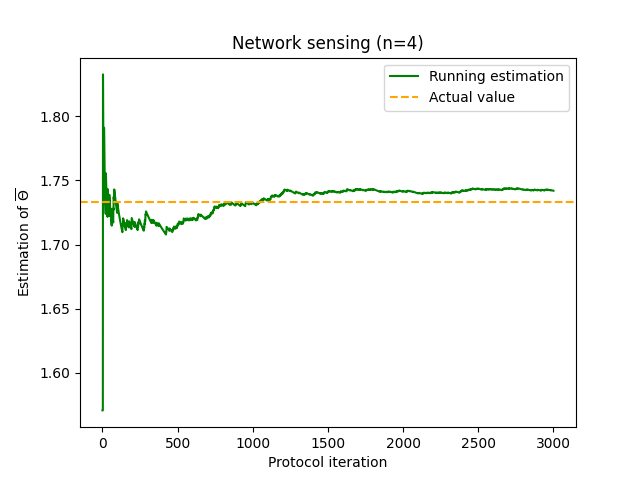 Network sensing (n=4)
Running estimation
Actual value
1.80
1.75
1.70
1.65
1.60
Estimation of Θ̅
0 500 1000 1500 2000 2500 3000
Protocol iteration